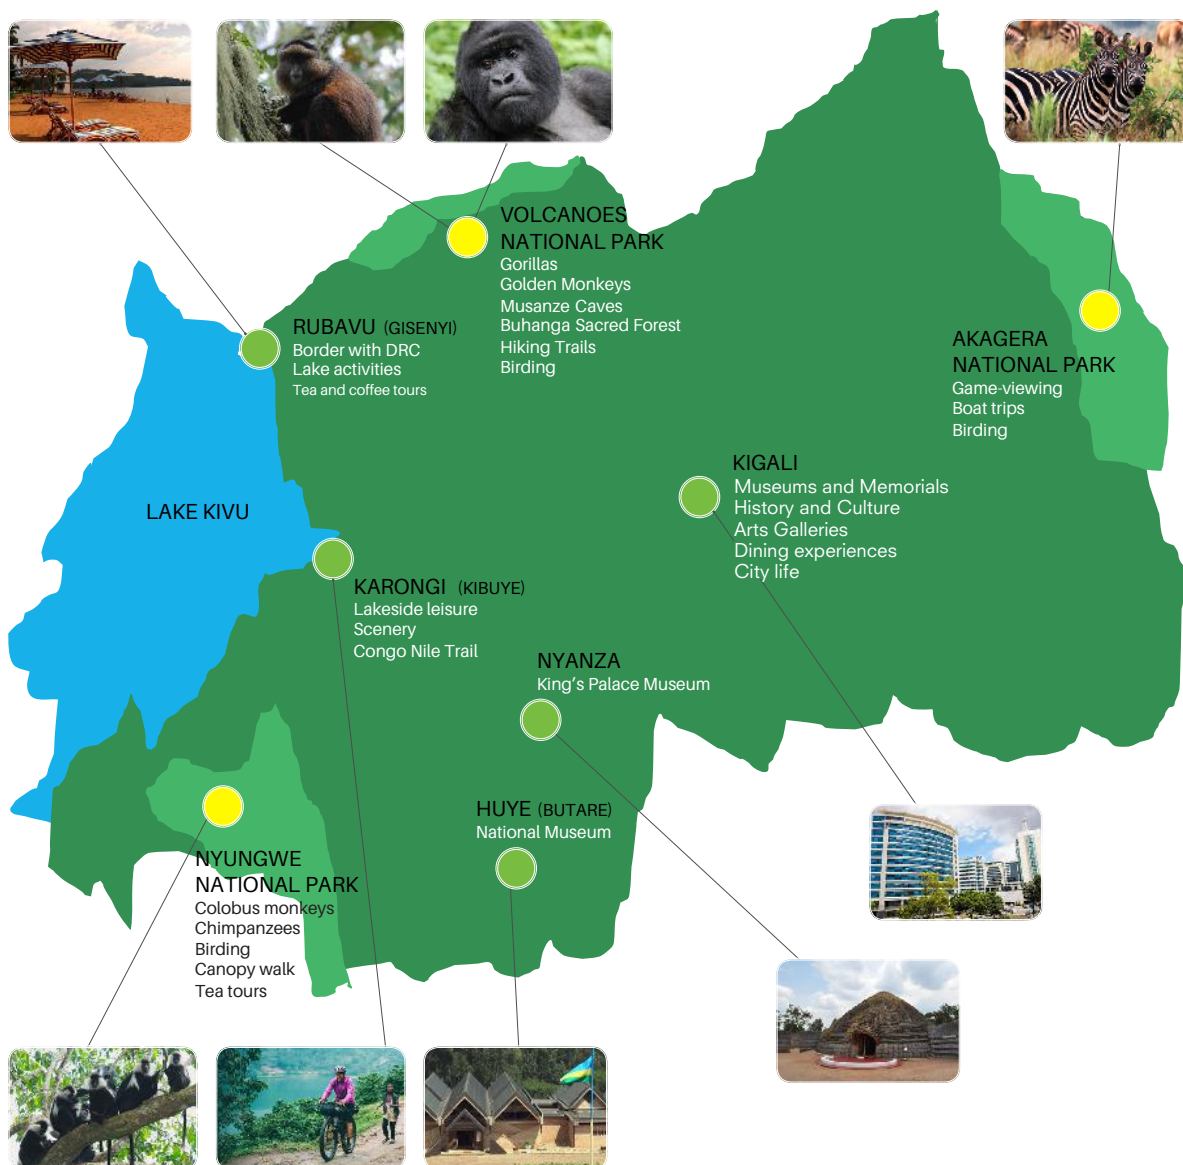 VOLCANOES
NATIONAL PARK
Gorillas
Golden Monkeys
Musanze Caves
Buhanga Sacred Forest
Hiking Trails
Birding
RUBAVU (GISENYI)
Border with DRC
Lake activities
Tea and coffee tours
AKAGERA
NATIONAL PARK
Game-viewing
Boat trips
Birding
KIGALI
Museums and Memorials
History and Culture
Arts Galleries
Dining experiences
City life
LAKE KIVU
KARONGI (KIBUYE)
Lakeside leisure
Scenery
Congo Nile Trail
NYANZA
King’s Palace Museum
HUYE (BUTARE)
National Museum
NYUNGWE
NATIONAL PARK
Colobus monkeys
Chimpanzees
Birding
Canopy walk
Tea tours